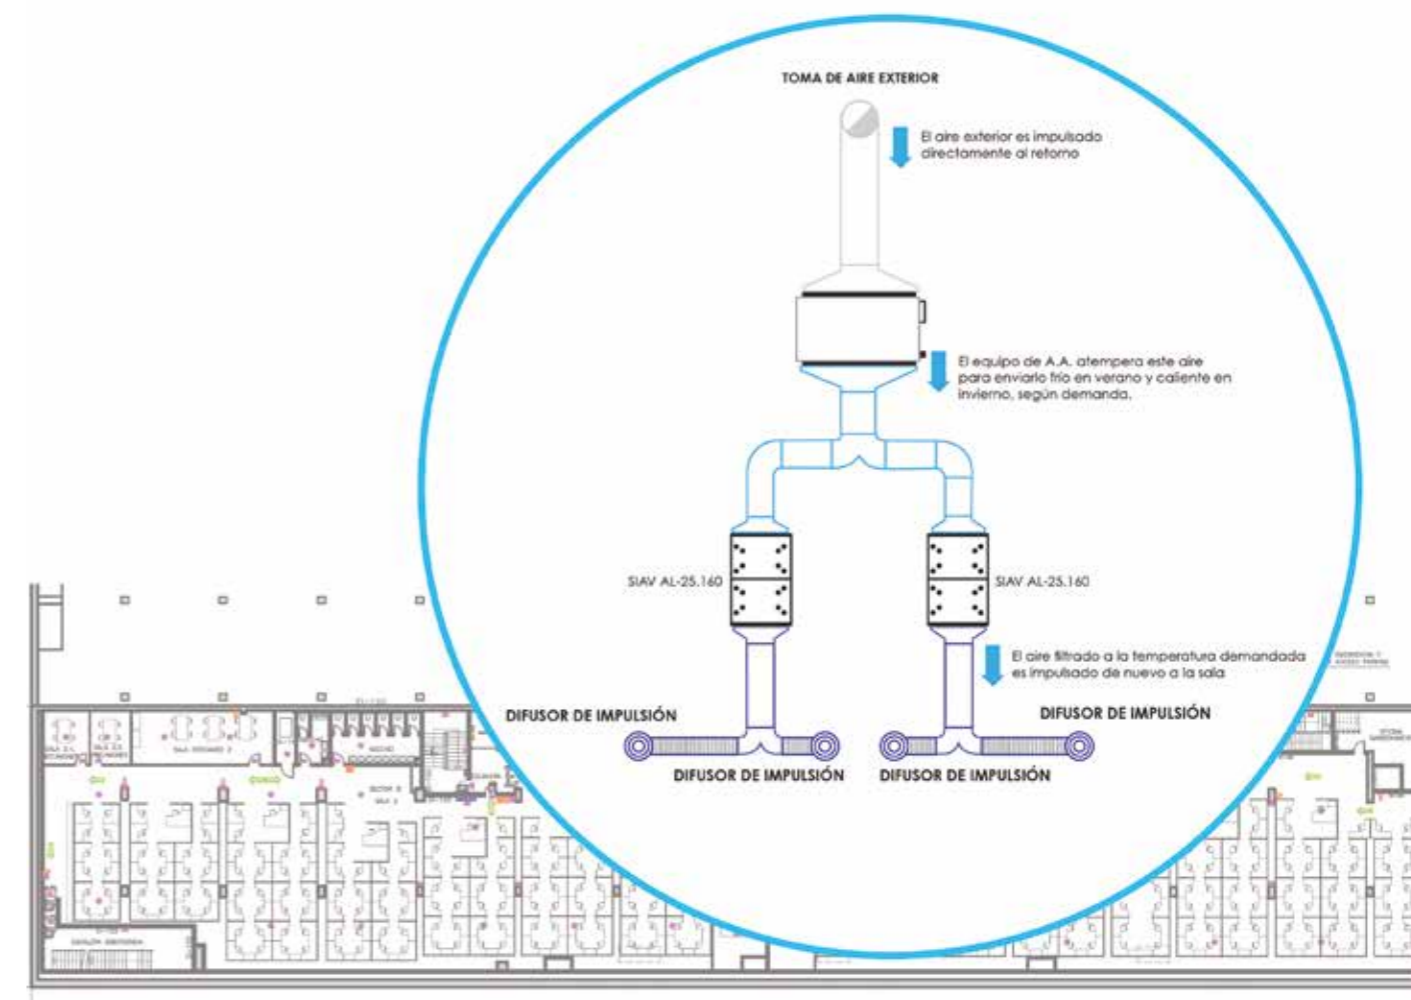 TOMA DE AIRE EXTERIOR
El aire exterior es impulsado
directamente al retorno
El equipo de A.A. atempera este aire
para enviarlo frío en verano y caliente en
invierno, según demanda.
SIAV AL-25.160
SIAV AL-25.160
El aire filtrado a la temperatura demandada
es impulsado de nuevo a la sala
DIFUSOR DE IMPULSIÓN
DIFUSOR DE IMPULSIÓN
DIFUSOR DE IMPULSIÓN
DIFUSOR DE IMPULSIÓN